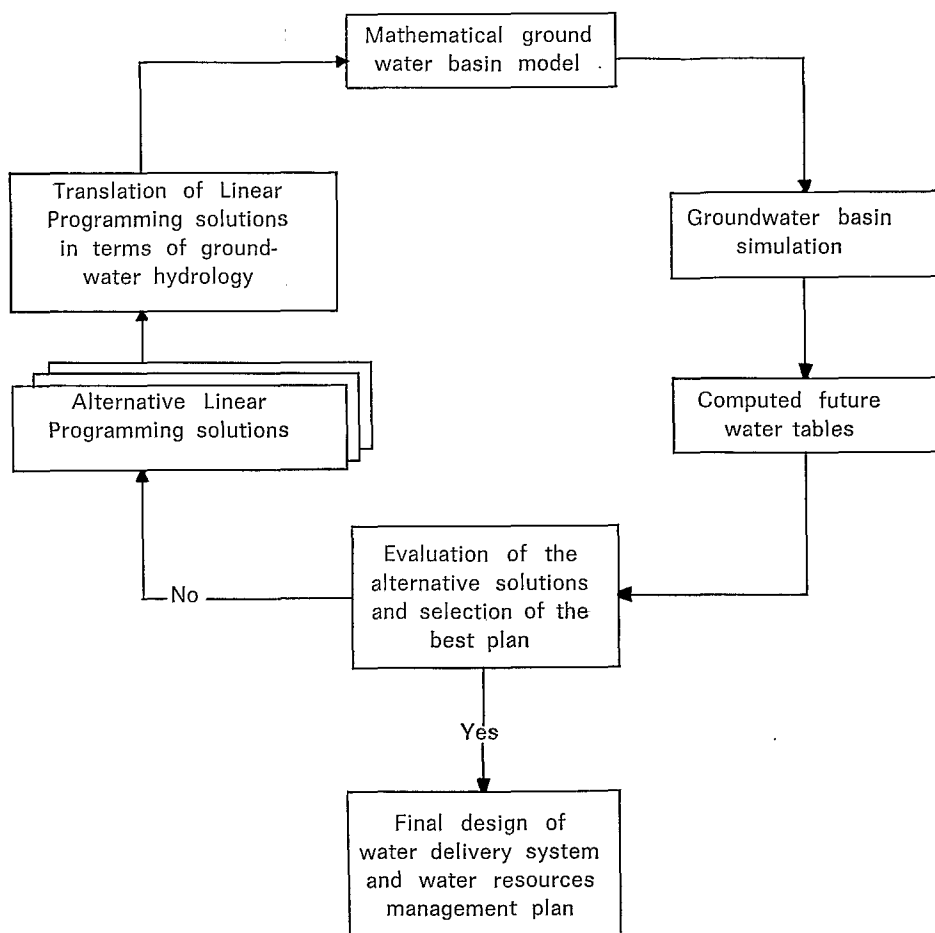 Mathematical ground
water basin model
Translation of Linear
Programming solutions
in terms of ground-
water hydrology
Groundwater basin
simulation
Alternative Linear
Programming solutions
Computed future
water tables
Evaluation of the
alternative solutions
and selection of the
best plan
No
Yes
Final design of
water delivery system
and water resources
management plan